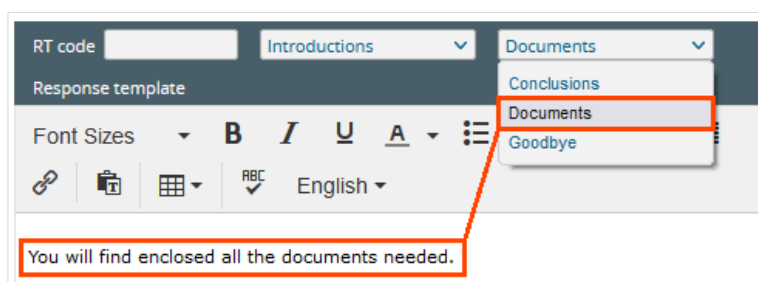 RT code Introductions Documents
Response template
Conclusions
Documents
Goodbye
Font Sizes B I U A
T ABC English
You will find enclosed all the documents needed.